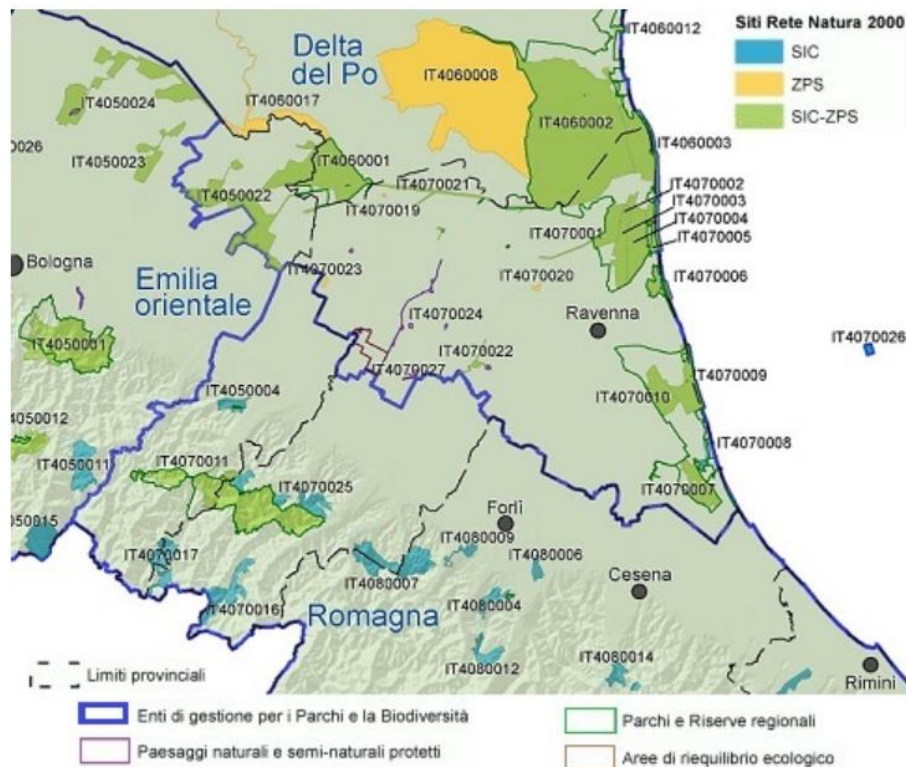 Siti Rete Natura 2000
SIC
ZPS
SIC-ZPS
IT4060012
Delta
del Po
IT4060008
IT4050024
IT4060017
IT4060002
IT4060003
IT4050023
IT4060001
IT4070002
IT4070021
IT4070003
IT4050022
IT4070004
IT4070019
IT4070001
IT4070005
Bologna
IT4070023
IT4070020
IT4070006
Emilia
orientale
IT4070024
Ravenna
IT4070026
IT4050001
IT4070022
IT4070027
IT4070009
IT4050004
IT4070010
IT4050011
IT4070011
IT4070008
IT4070025
IT4070007
Forlì
IT4070017
IT4080009
IT4080006
IT4080007
Cesena
IT4070016
IT4080004
Romagna
IT4080012
IT4080014
Rimini
Limiti provinciali
Enti di gestione per i Parchi e la Biodiversità
Parchi e Riserve regionali
Paesaggi naturali e semi-naturali protetti
Aree di riequilibrio ecologico